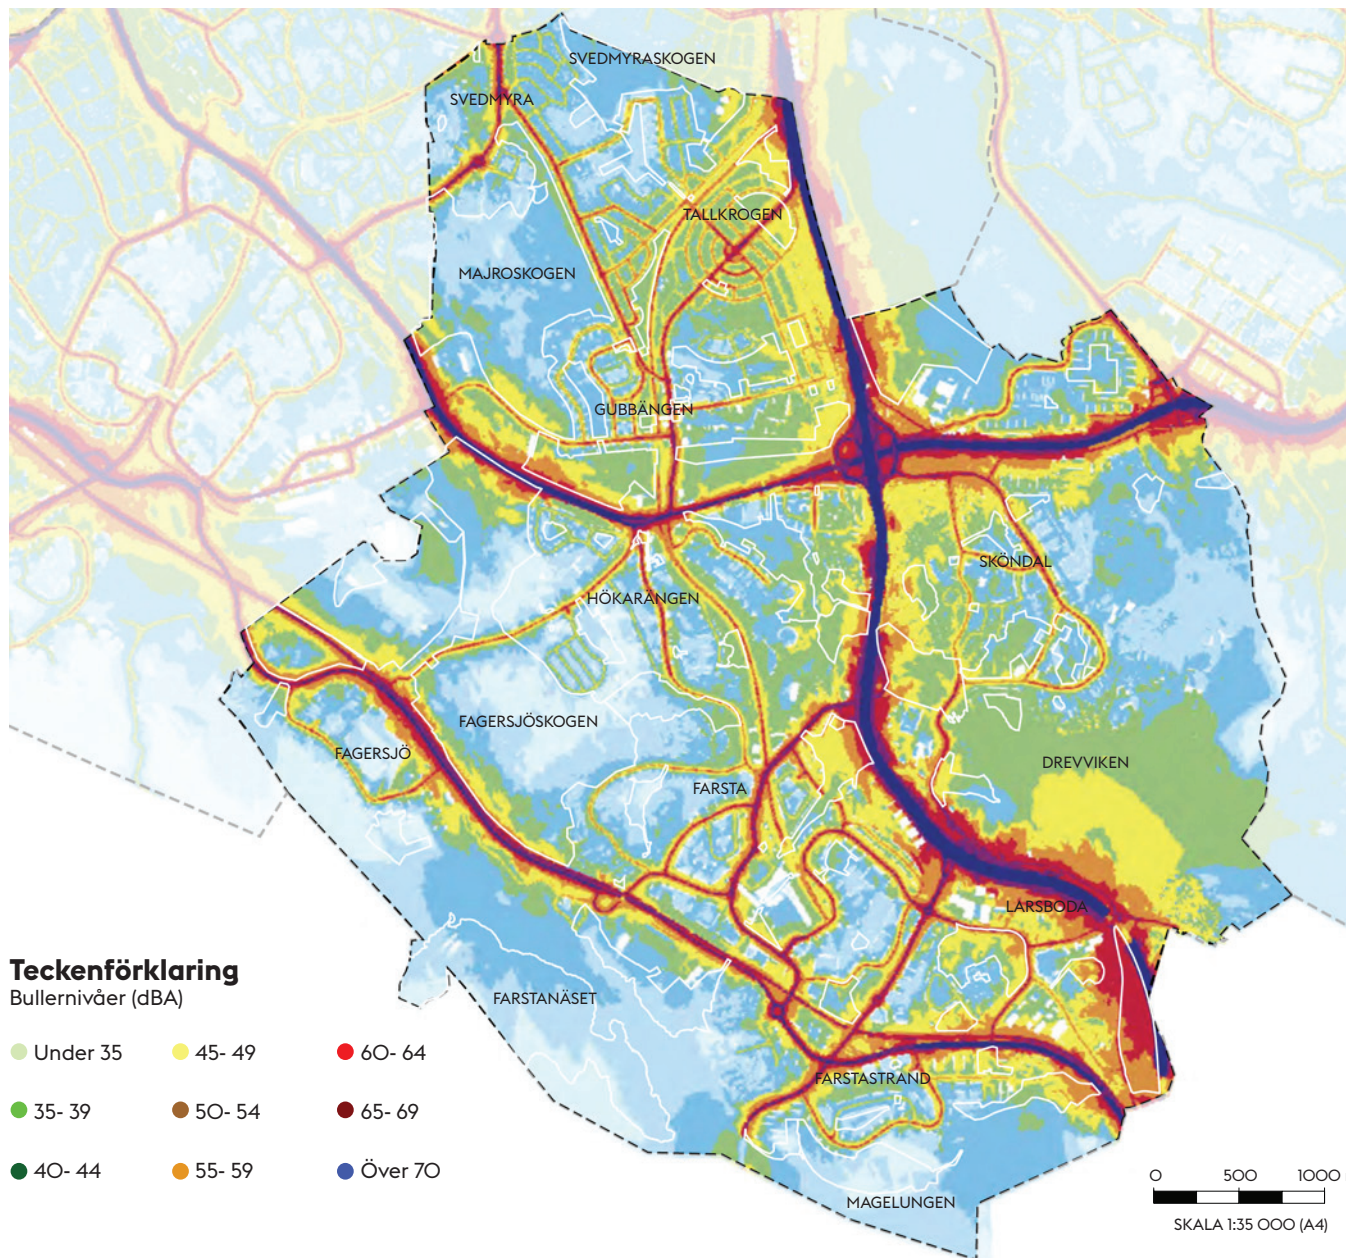 SVEDMYRASKOGEN
SVEDMYRA
TALLKROGEN
MAJROSKOGEN
GUBBÄNGEN
SKÖNDAL
HÖKARÄNGEN
FAGERSJÖSKOGEN
FAGERSJÖ
DREVVIKEN
FARSTA
LARSBODA
FARSTANÄSET
FARSTASTRAND
MAGELUNGEN
Teckenförklaring
Bullernivåer (dBA)
Under 35
45- 49
60- 64
35- 39
50- 54
65- 69
40- 44
55- 59
Över 70
0 500 1000
SKALA 1:35 000 (A4)